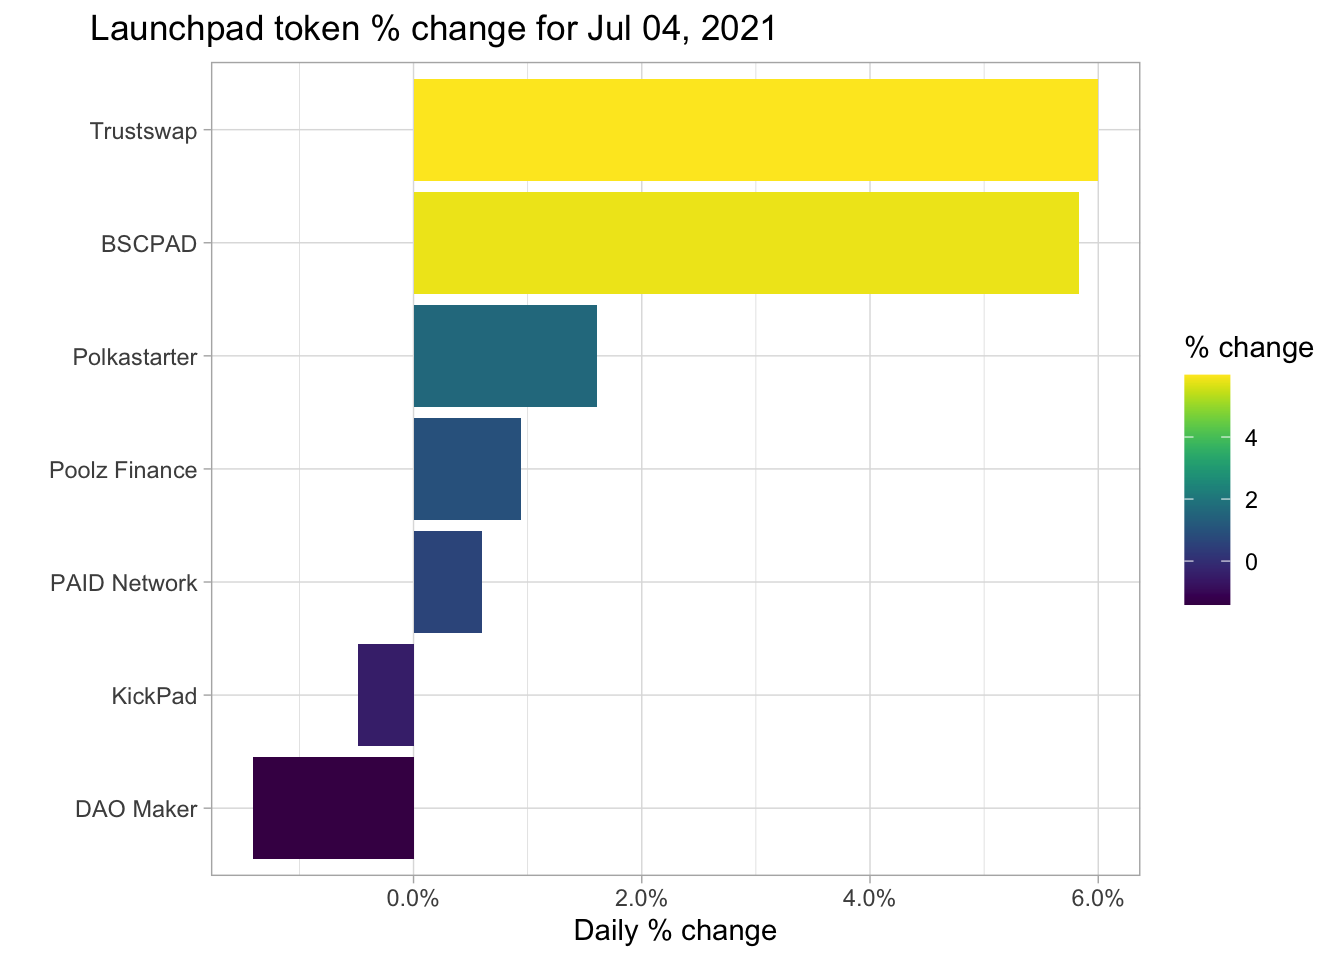 Launchpad token % change for Jul 04, 2021
Trustswap
BSCPAD
Polkastarter
Poolz Finance
PAID Network
KickPad
DAO Maker
0.0% 2.0% 4.0% 6.0%
Daily % change
% change
4
2
0